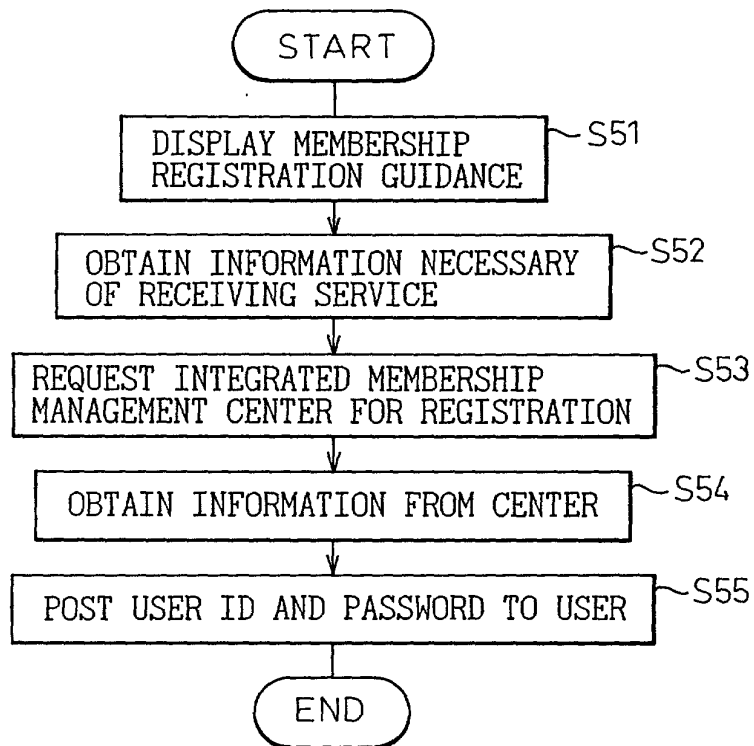 START
DISPLAY MEMBERSHIP
REGISTRATION GUIDANCE
S51
OBTAIN INFORMATION NECESSARY
OF RECEIVING SERVICE
S52
REQUEST INTEGRATED MEMBERSHIP
MANAGEMENT CENTER FOR REGISTRATION
S53
OBTAIN INFORMATION FROM CENTER
S54
POST USER ID AND PASSWORD TO USER
S55
END